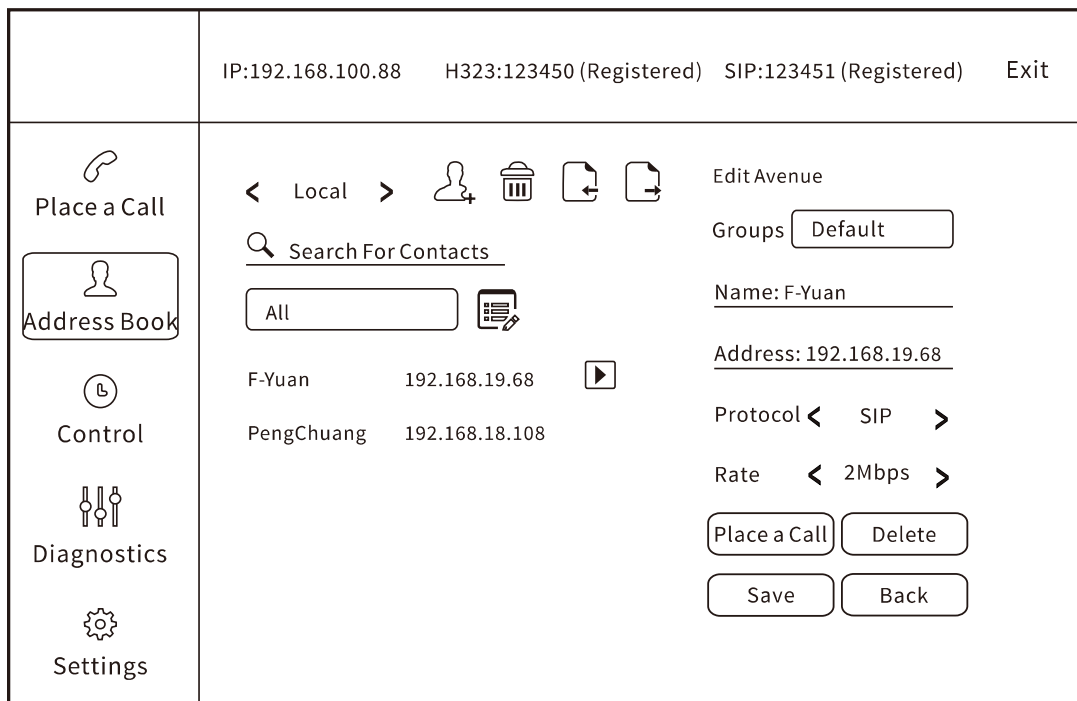 IP:192.168.100.88 H323:123450 (Registered) SIP:123451 (Registered) Exit
Place a Call
Address Book
Control
Diagnostics
Settings
Local
Search For Contacts
All
F-Yuan 192.168.19.68
PengChuang 192.168.18.108
Edit Avenue
Groups Default
Name: F-Yuan
Address: 192.168.19.68
Protocol < SIP >
Rate < 2Mbps >
Place a Call Delete
Save Back